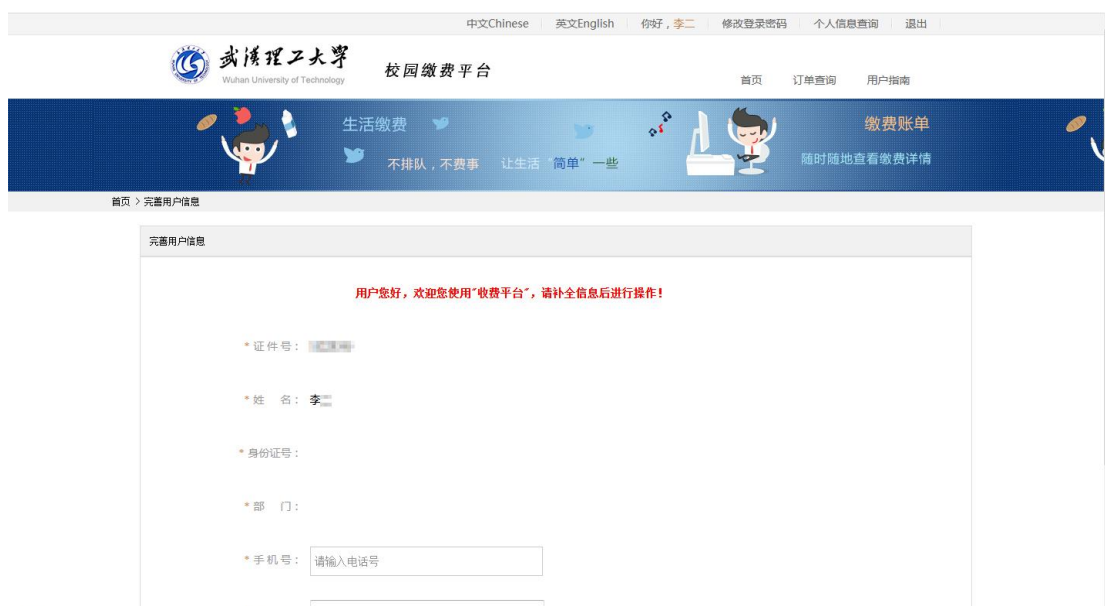 中文Chinese 英文English 你好，李二 修改登录密码 个人信息查询 退出
武汉理工大学
Wuhan University of Technology
校园缴费平台
首页 订单查询 用户指南
生活缴费
不排队，不费事 让生活“简单”一些
缴费账单
随时随地查看缴费详情
首页 > 完善用户信息
完善用户信息
用户您好，欢迎您使用"收费平台"，请补全信息后进行操作！
*证件号：
*姓 名： 李
*身份证号：
*部 门：
*手机号： 请输入电话号